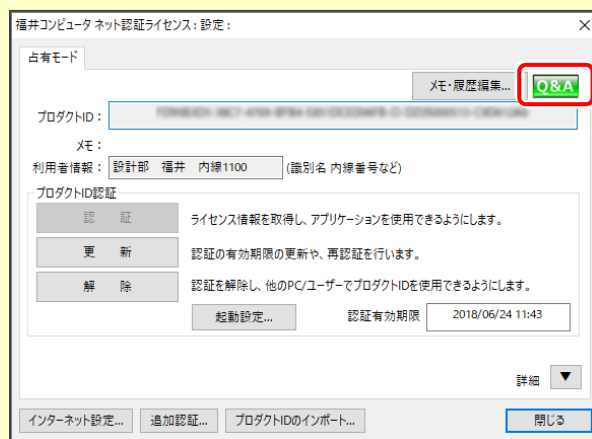 福井コンピュータ ネット認証ライセンス : 設定 :
占有モード
メモ・履歴編集... Q&A
プロダクトID :
メモ :
利用者情報 : 設計部 福井 内線1100 (識別名 内線番号など)
プロダクトID認証
認 証 ライセンス情報を取得し、アプリケーションを使用できるようにします。
更 新 認証の有効期限の更新や、再認証を行います。
解 除 認証を解除し、他のPC/ユーザーでプロダクトIDを使用できるようにします。
起動設定... 認証有効期限 2018/06/24 11:43
詳細 ▼
インターネット設定... 追加認証... プロダクトIDのインポート... 閉じる